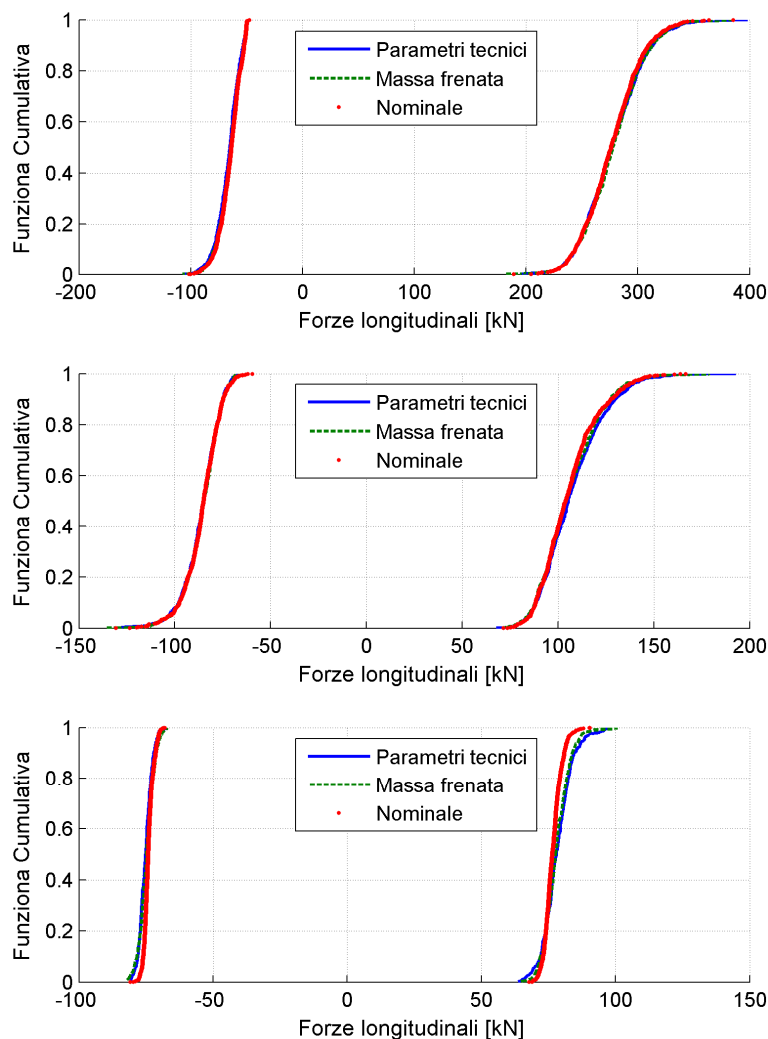 1
0.8
0.6
0.4
0.2
0
Funziona Cumulativa
Parametri tecnici
Massa frenata
Nominale
-200 -100 0 100 200 300 400
Forze longitudinali [kN]
1
0.8
0.6
0.4
0.2
0
Funziona Cumulativa
Parametri tecnici
Massa frenata
Nominale
-150 -100 -50 0 50 100 150 200
Forze longitudinali [kN]
1
0.8
0.6
0.4
0.2
0
Funziona Cumulativa
Parametri tecnici
Massa frenata
Nominale
-100 -50 0 50 100 150
Forze longitudinali [kN]